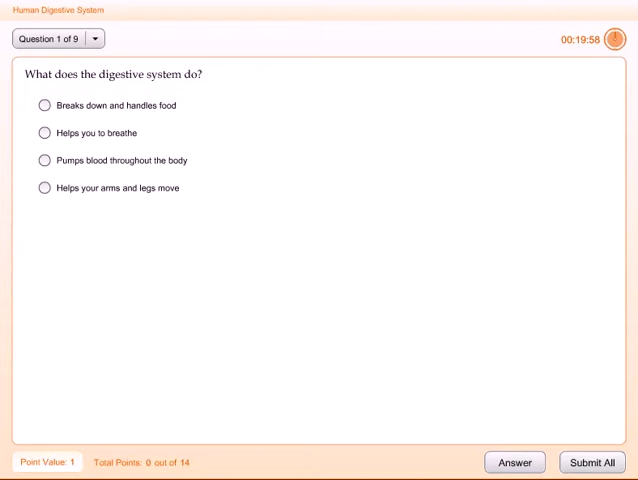 Human Digestive System
Question 1 of 9
00:19:58
What does the digestive system do?
Breaks down and handles food
Helps you to breathe
Pumps blood throughout the body
Helps your arms and legs move
Point Value: 1 Total Points: 0 out of 14 Answer Submit All